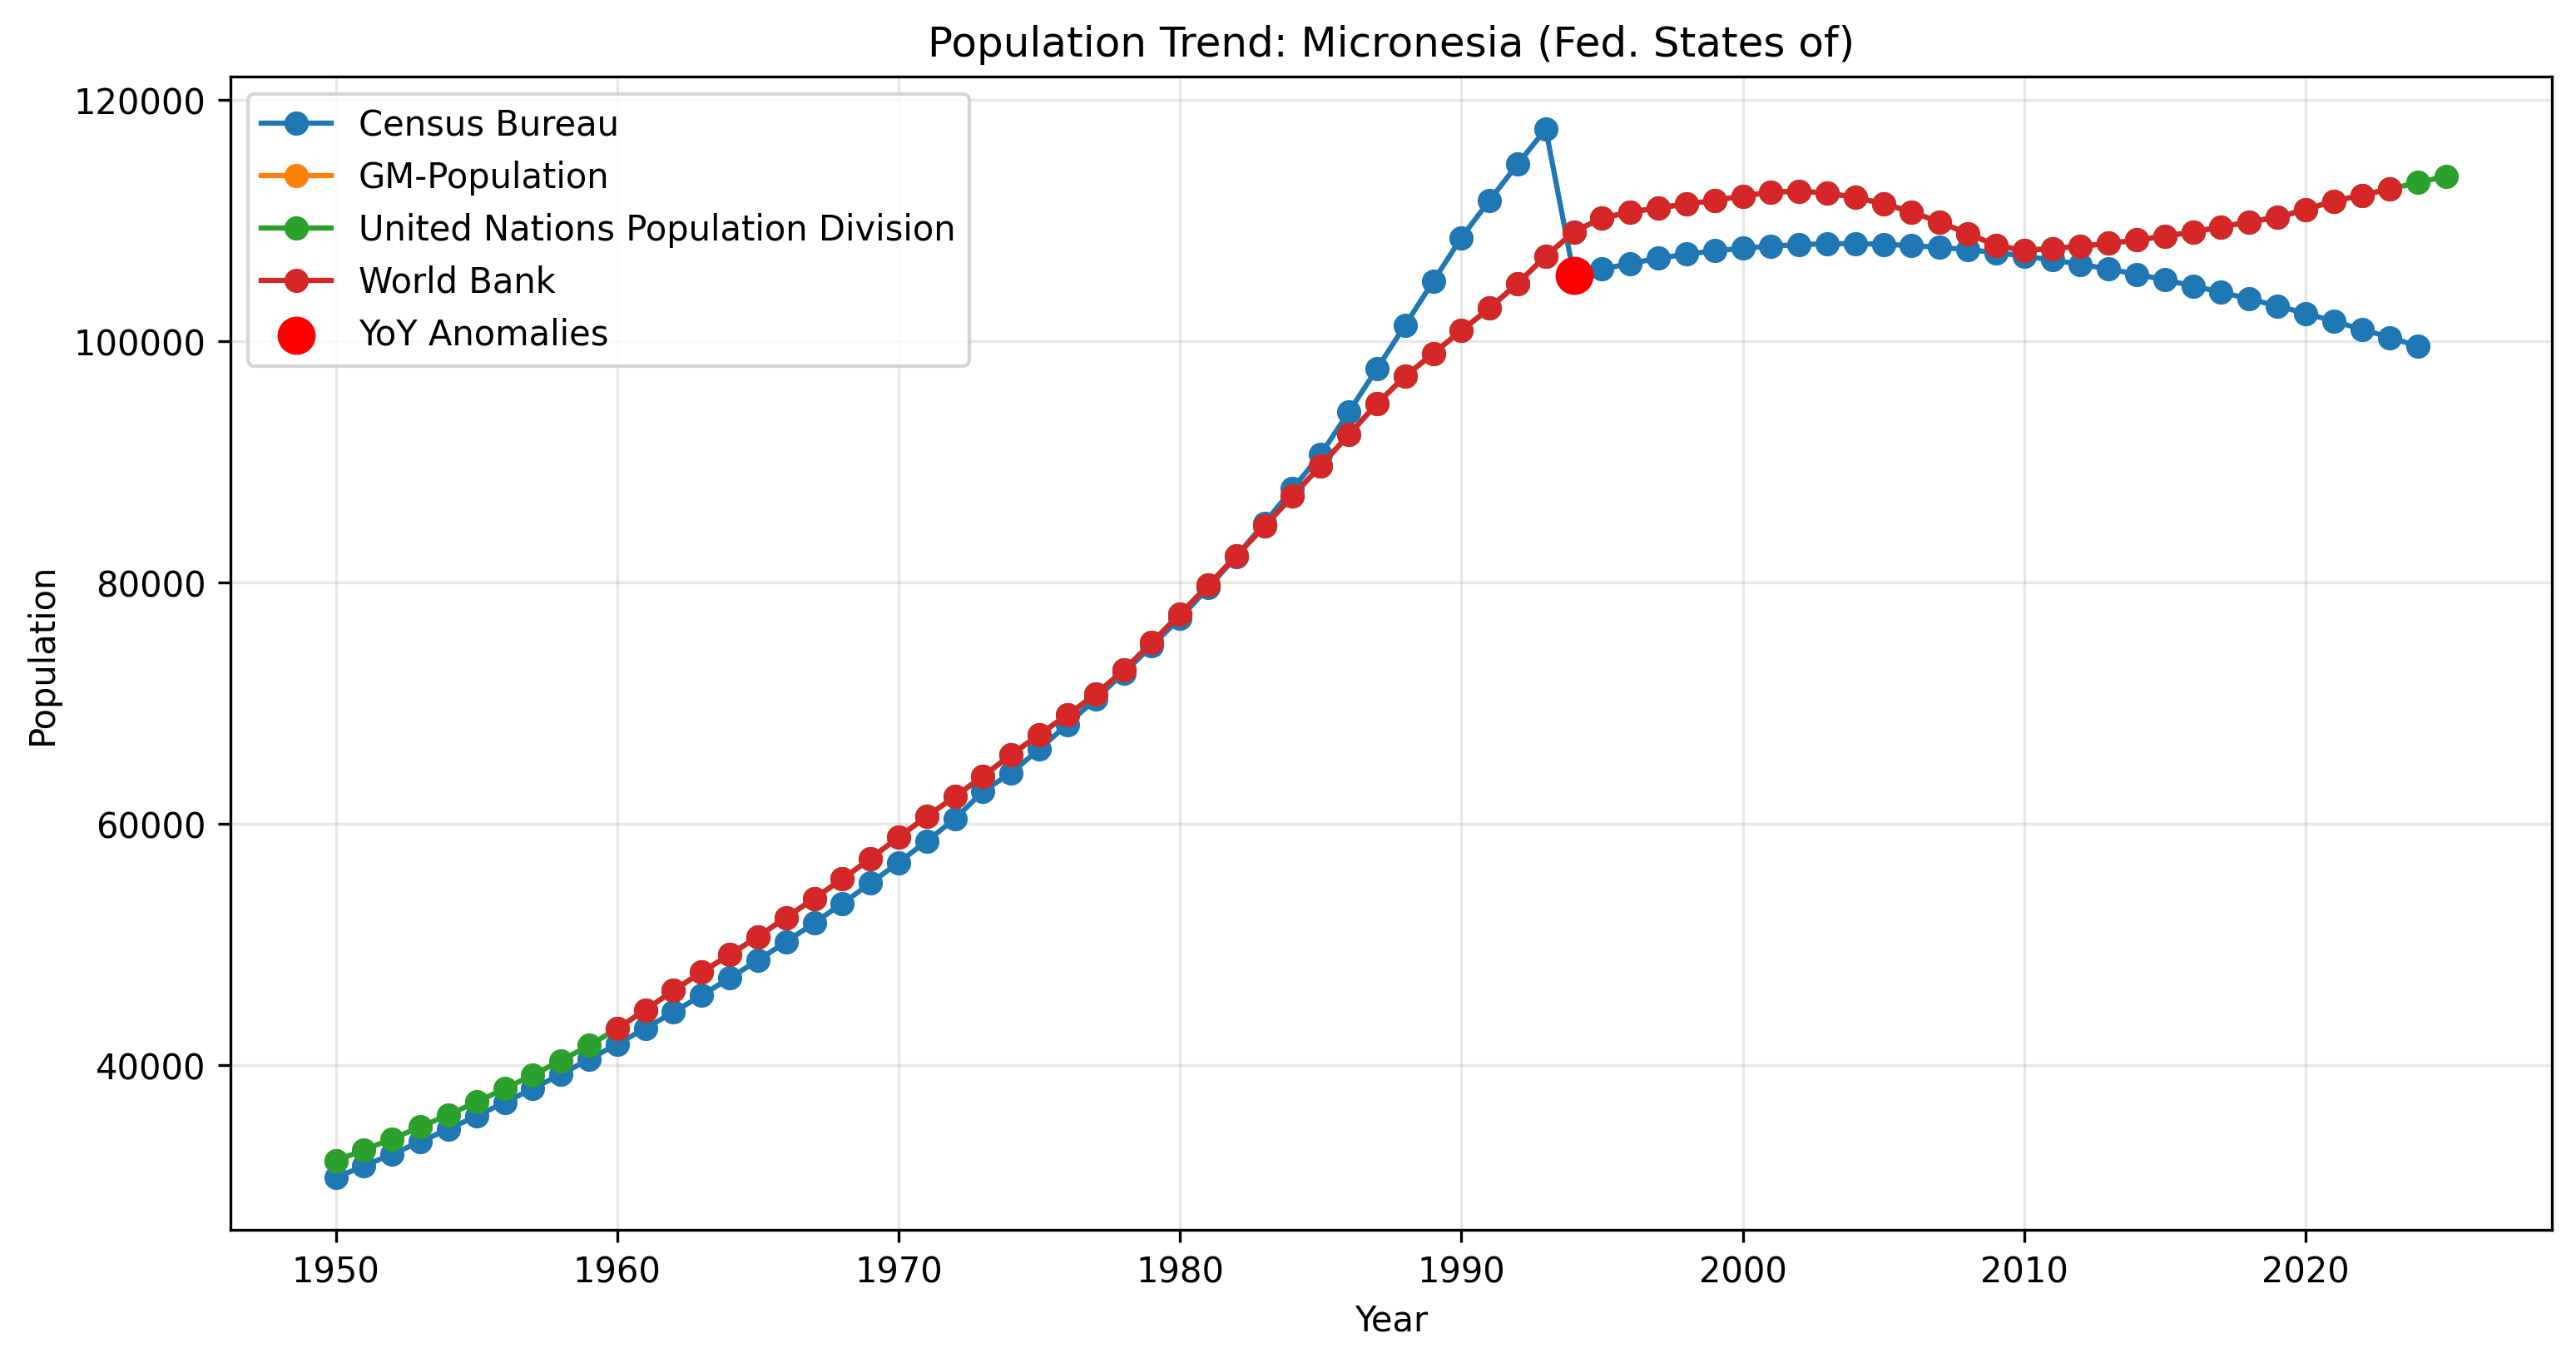 Population Trend: Micronesia (Fed. States of)
120000
100000
80000
60000
40000
Population
Census Bureau
GM-Population
United Nations Population Division
World Bank
YoY Anomalies
1950 1960 1970 1980 1990 2000 2010 2020
Year